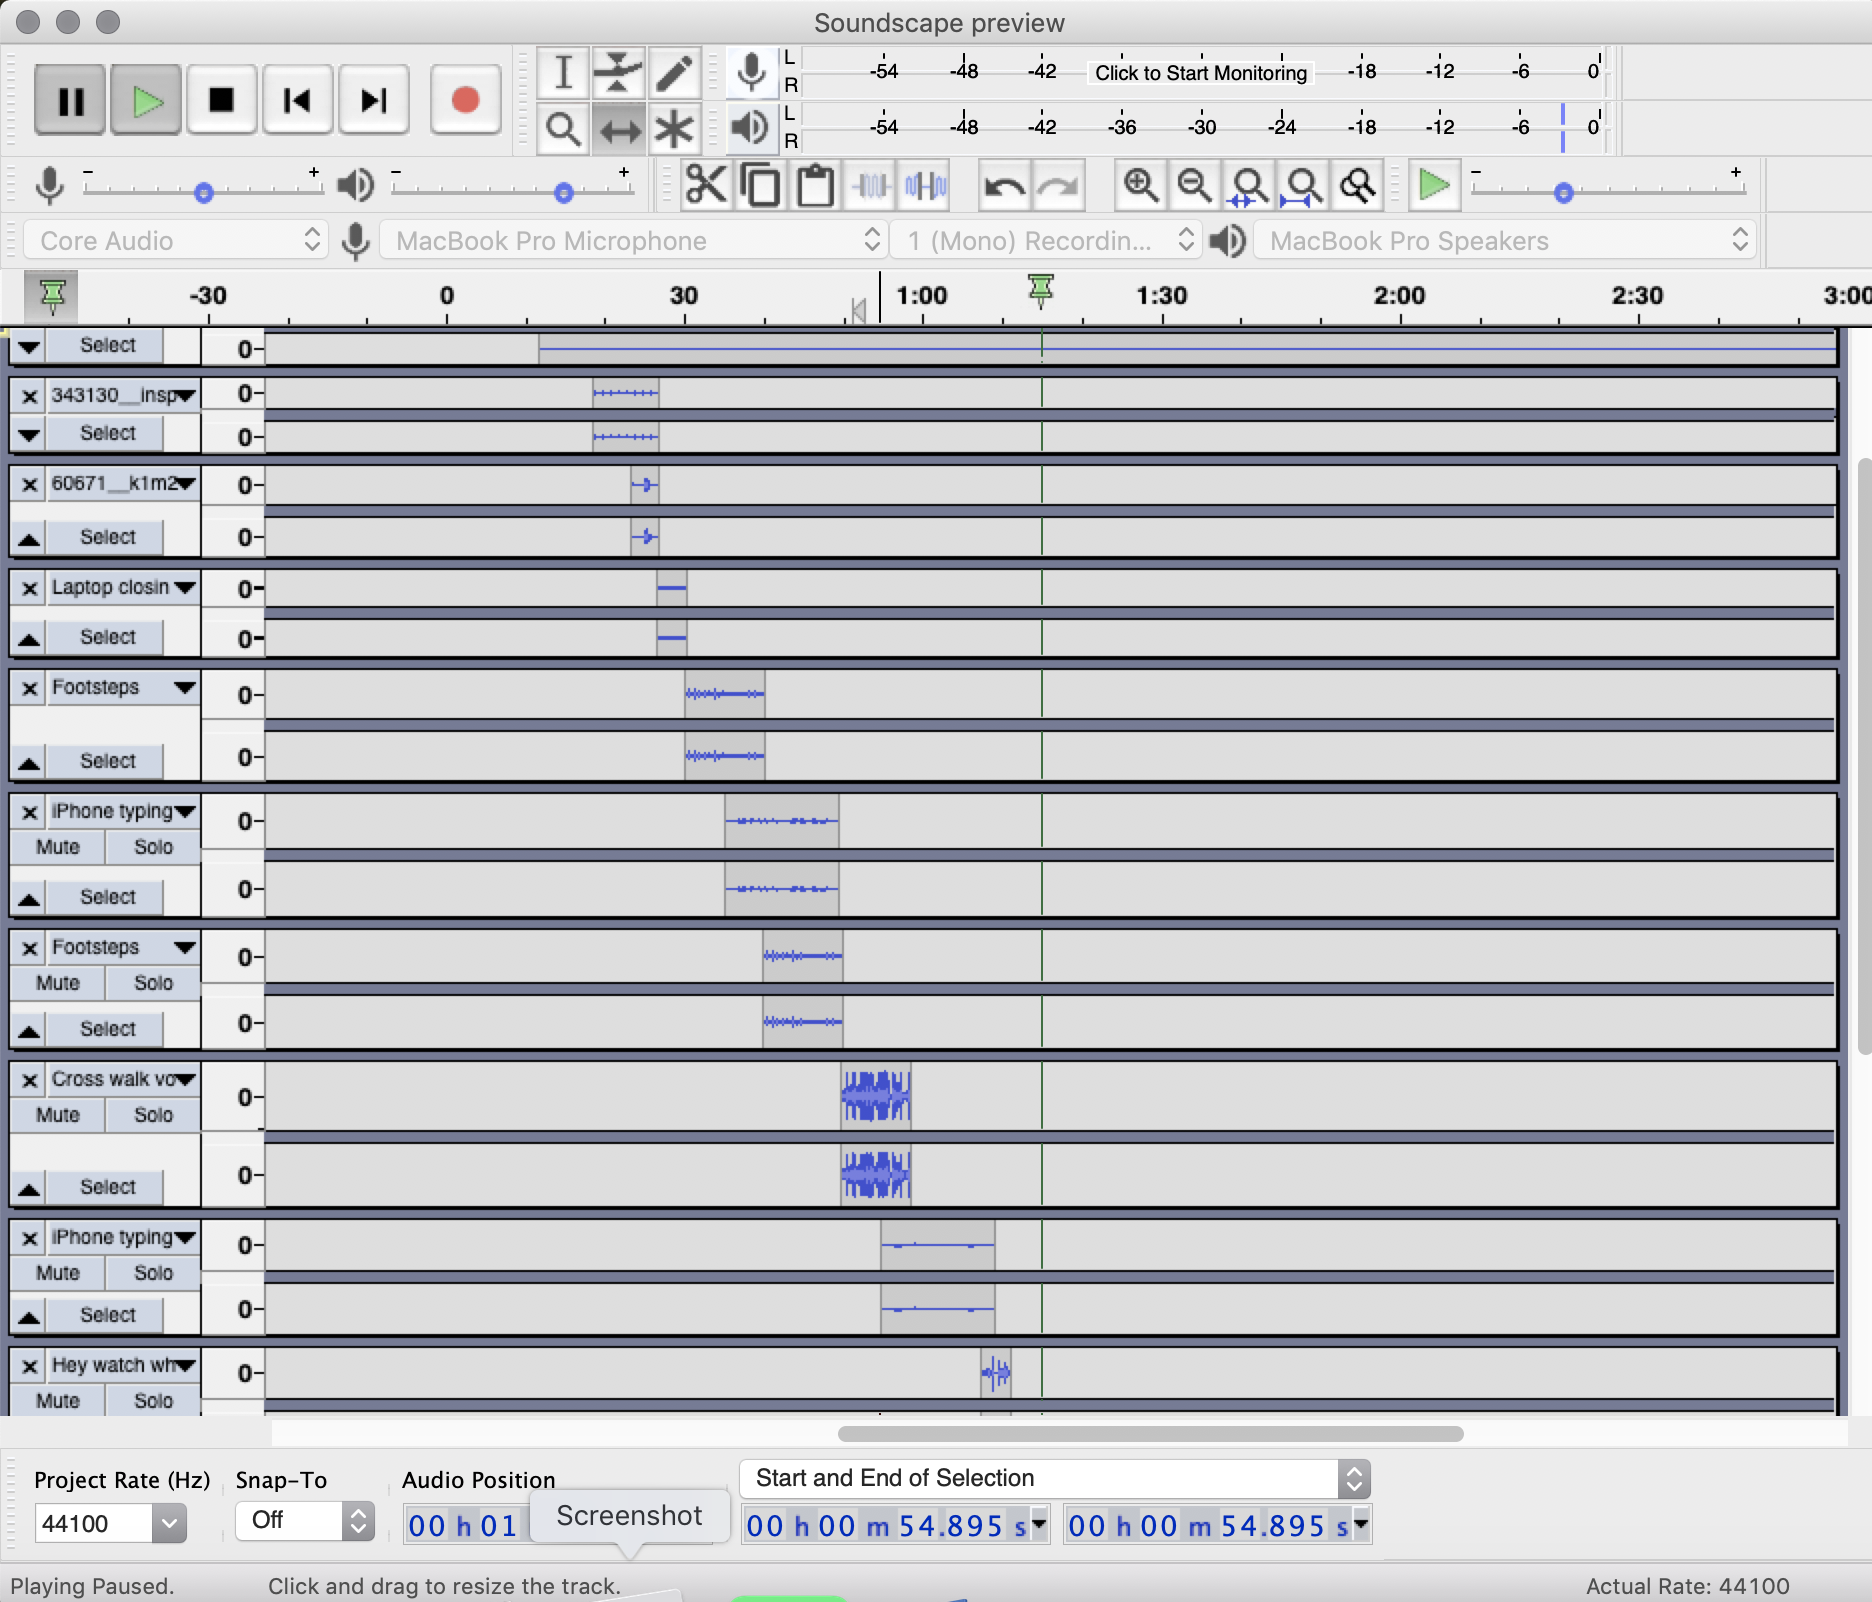 Soundscape preview
L
R
-54 -48 -42 Click to Start Monitoring -18 -12 -6 0
L
R
-54 -48 -42 -36 -30 -24 -18 -12 -6 0
- + - + - +
Core Audio MacBook Pro Microphone 1 (Mono) Recordin... MacBook Pro Speakers
-30 0 30 1:00 1:30 2:00 2:30 3:00
Select 0
x 343130__insp 0
Select 0
x 60671__k1m2 0
Select 0
x Laptop closin 0
Select 0
x Footsteps 0
Select 0
x iPhone typing 0
Mute Solo
Select 0
x Footsteps 0
Mute Solo
Select 0
x Cross walk vo 0
Mute Solo
Select 0
x iPhone typing 0
Mute Solo
Select 0
x Hey watch wh 0
Mute Solo
Project Rate (Hz) Snap-To Audio Position Start and End of Selection
44100 Off 00 h 01 Screenshot 00 h 00 m 54.895 s 00 h 00 m 54.895 s
Playing Paused. Click and drag to resize the track. Actual Rate: 44100